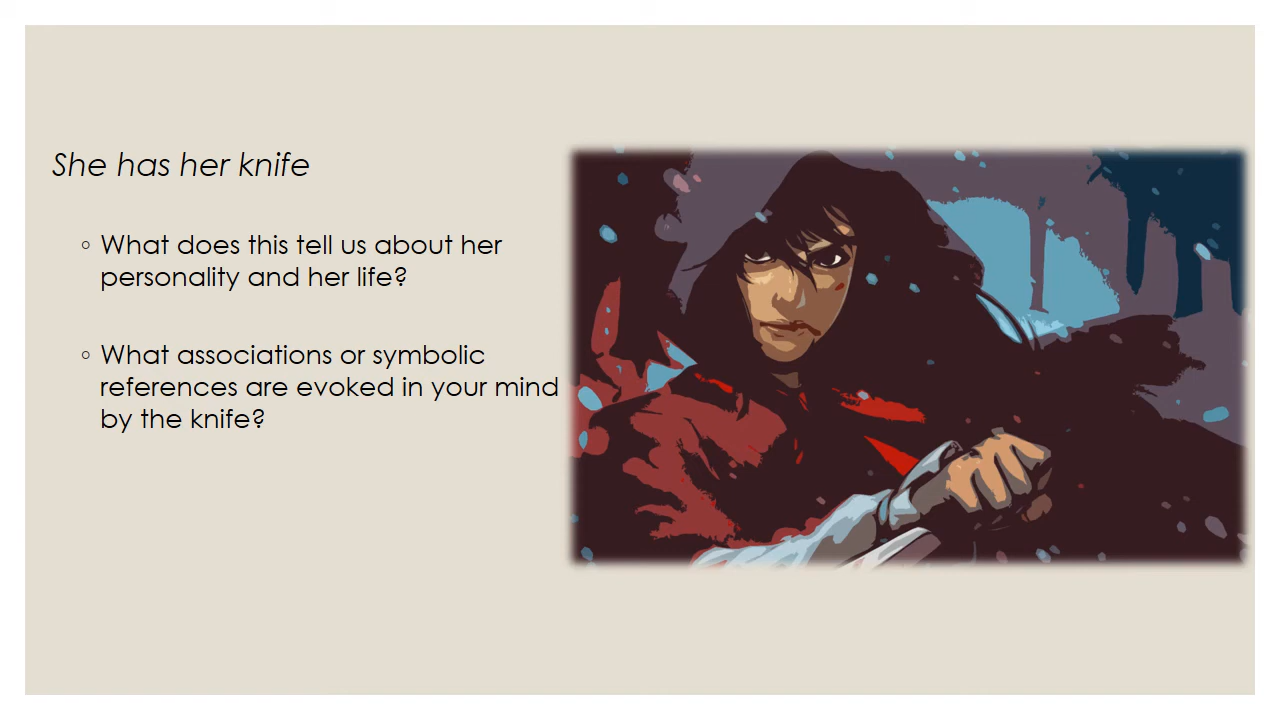 She has her knife
◦ What does this tell us about her
personality and her life?
◦ What associations or symbolic
references are evoked in your mind
by the knife?